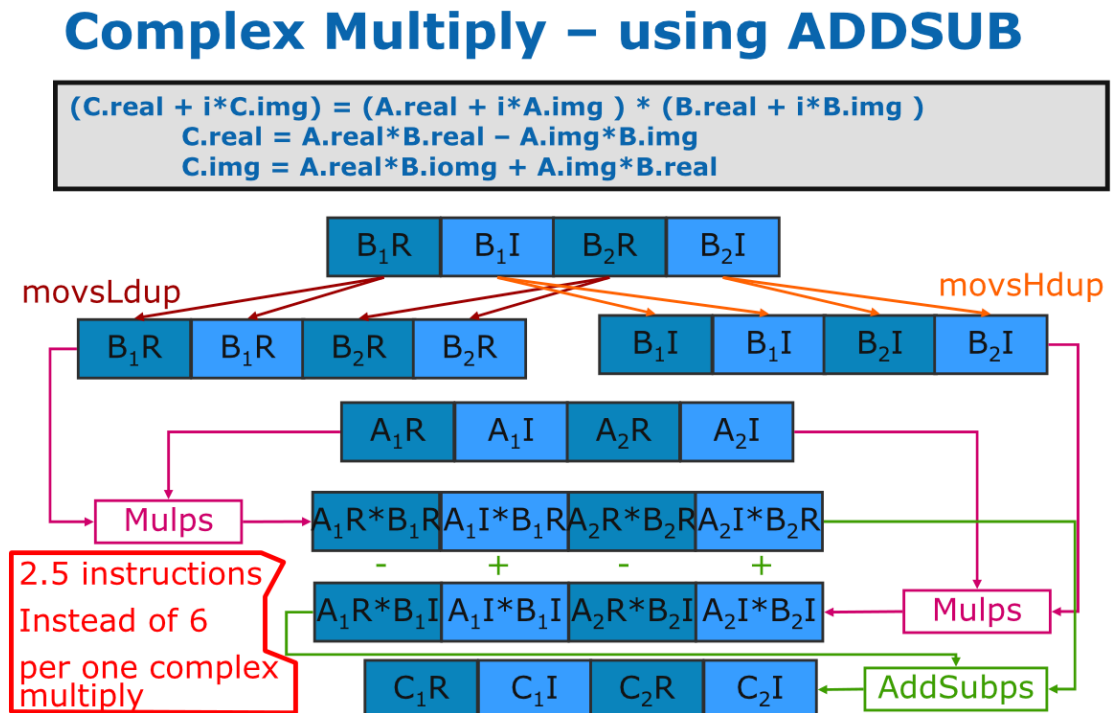 Complex Multiply – using ADDSUB
(C.real + i*C.img) = (A.real + i*A.img ) * (B.real + i*B.img )
C.real = A.real*B.real – A.img*B.img
C.img = A.real*B.iomg + A.img*B.real
B₁R B₁I B₂R B₂I
movsLdup
movsHdup
B₁R B₁R B₂R B₂R
B₁I B₁I B₂I B₂I
A₁R A₁I A₂R A₂I
Mulps
A₁R*B₁R A₁I*B₁R A₂R*B₂R A₂I*B₂R
- + - +
A₁R*B₁I A₁I*B₁I A₂R*B₂I A₂I*B₂I
Mulps
2.5 instructions
Instead of 6
per one complex
multiply
C₁R C₁I C₂R C₂I
AddSubps